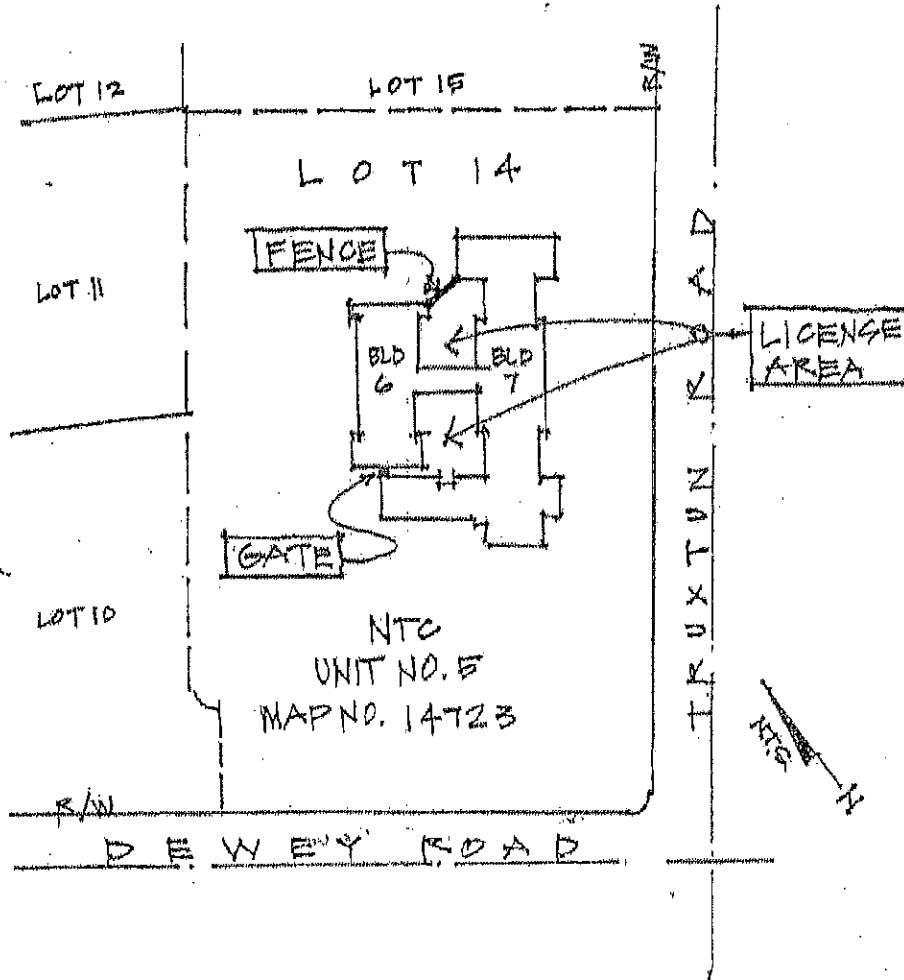 LOT 12
LOT 15
R/W
LOT 14
FENCE
LOT 11
TRUXTUN ROAD.
LICENSE
AREA
BLD
6
BLD
7
GATE
LOT 10
NTC
UNIT NO. 5
MAP NO. 14723
N.T.S
N
R/W
DEWEY ROAD